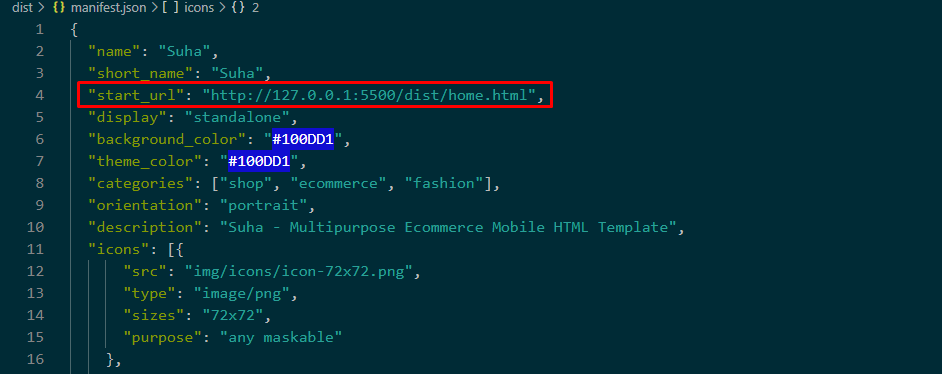 dist > {} manifest.json > [ ] icons > {} 2
1 {
2 "name": "Suha",
3 "short_name": "Suha",
4 "start_url": "http://127.0.0.1:5500/dist/home.html",
5 "display": "standalone",
6 "background_color": "#100DD1",
7 "theme_color": "#100DD1",
8 "categories": ["shop", "ecommerce", "fashion"],
9 "orientation": "portrait",
10 "description": "Suha - Multipurpose Ecommerce Mobile HTML Template",
11 "icons": [{
12 "src": "img/icons/icon-72x72.png",
13 "type": "image/png",
14 "sizes": "72x72",
15 "purpose": "any maskable"
16 },